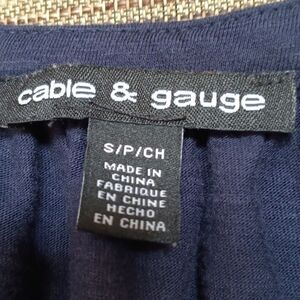 cable & gauge
S/P/CH
MADE IN
CHINA
FABRIQUE
EN CHINE
HECHO
EN CHINA